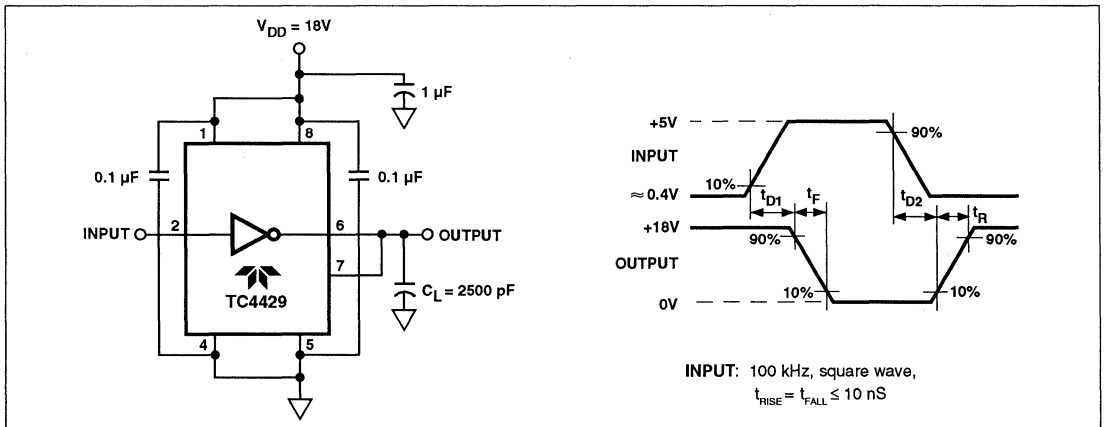 V_DD = 18V
1 µF
1
8
0.1 µF
0.1 µF
INPUT
2
6
OUTPUT
7
TC4429
C_L = 2500 pF
4
5
+5V
90%
INPUT
10%
≈ 0.4V
t_D1
t_F
t_D2
t_R
+18V
90%
90%
OUTPUT
10%
10%
0V
INPUT: 100 kHz, square wave,
t_RISE = t_FALL ≤ 10 nS